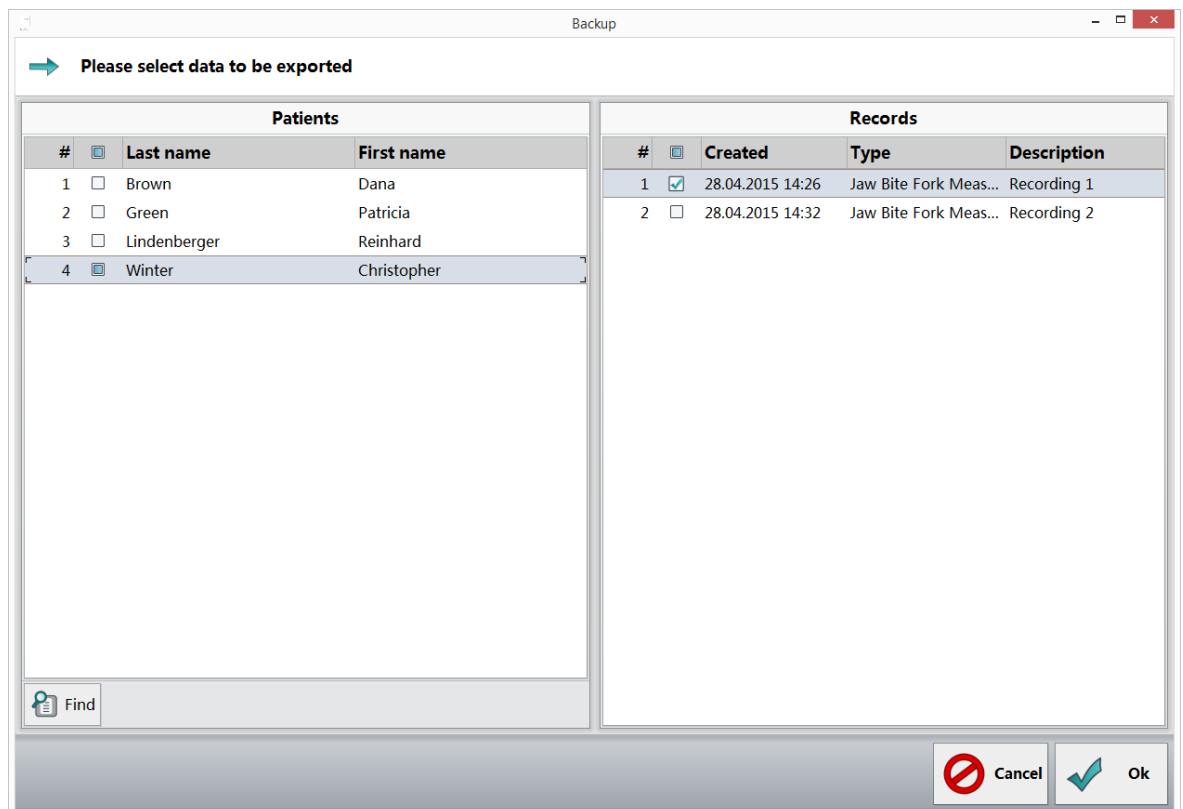 Backup
Please select data to be exported
Patients
# Last name First name
1 Brown Dana
2 Green Patricia
3 Lindenberger Reinhard
4 Winter Christopher
Find
Records
# Created Type Description
1 28.04.2015 14:26 Jaw Bite Fork Meas... Recording 1
2 28.04.2015 14:32 Jaw Bite Fork Meas... Recording 2
Cancel Ok